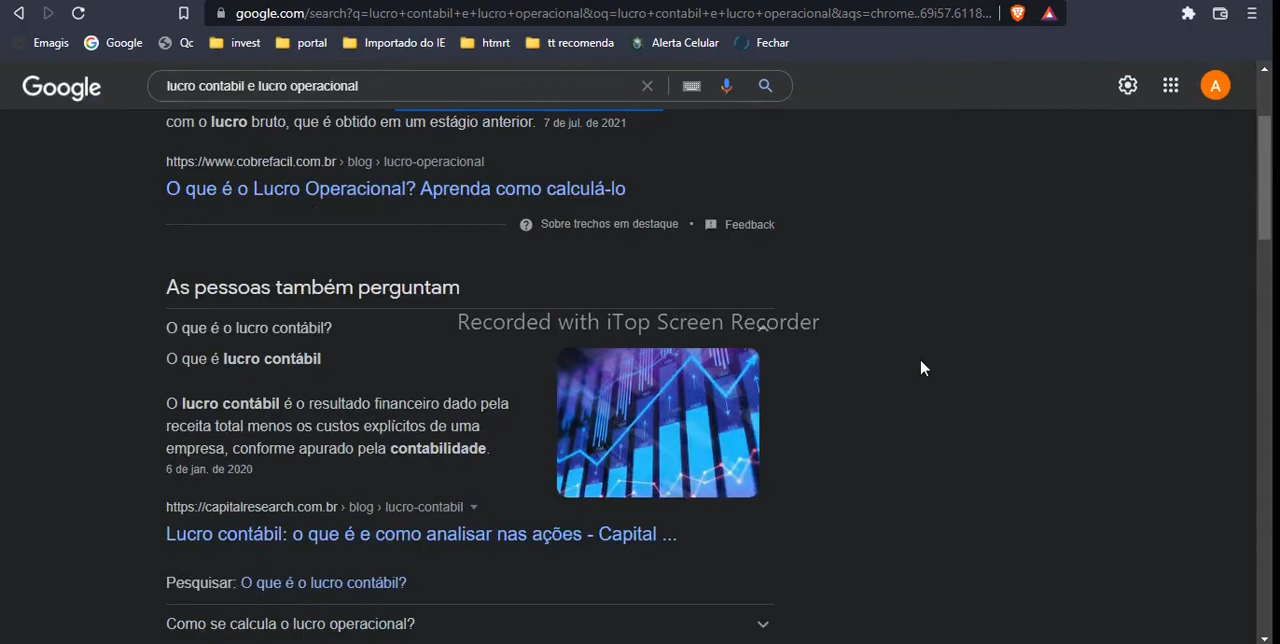 google.com/search?q=lucro+contabil+e+lucro+operacional&oq=lucro+contabil+e+lucro+operacional&aqs=chrome..69i57.6118...
Emagis Google Qc invest portal Importado do IE htmrt tt recomenda Alerta Celular Fechar
Google lucro contabil e lucro operacional A
com o lucro bruto, que é obtido em um estágio anterior. 7 de jul. de 2021
https://www.cobrefacil.com.br › blog › lucro-operacional
O que é o Lucro Operacional? Aprenda como calculá-lo
Sobre trechos em destaque • Feedback
As pessoas também perguntam
Recorded with iTop Screen Recorder
O que é o lucro contábil?
O que é lucro contábil
O lucro contábil é o resultado financeiro dado pela
receita total menos os custos explícitos de uma
empresa, conforme apurado pela contabilidade.
6 de jan. de 2020
https://capitalresearch.com.br › blog › lucro-contabil
Lucro contábil: o que é e como analisar nas ações - Capital ...
Pesquisar: O que é o lucro contábil?
Como se calcula o lucro operacional?